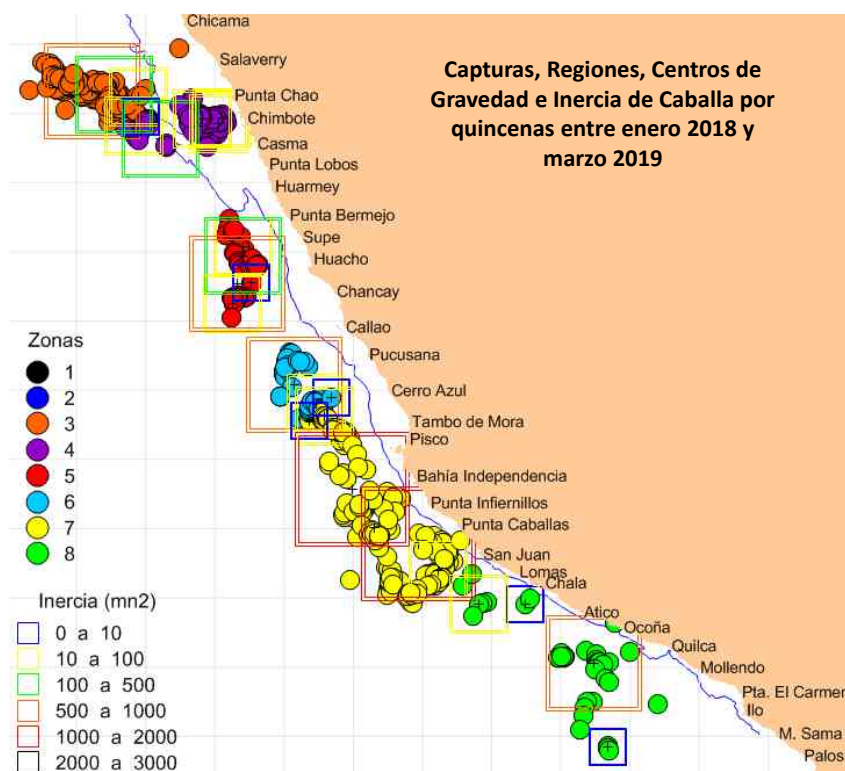 Chicama
Salaverry
Capturas, Regiones, Centros de
Gravedad e Inercia de Caballa por
quincenas entre enero 2018 y
marzo 2019
Punta Chao
Chimbote
Casma
Punta Lobos
Huarmey
Punta Bermejo
Supe
Huacho
Chancay
Callao
Pucusana
Cerro Azul
Tambo de Mora
Pisco
Bahía Independencia
Punta Infiernillos
Punta Caballas
San Juan
Lomas
Chala
Atico
Ocoña
Quilca
Mollendo
Pta. El Carmen
Ilo
M. Sama
Palos
Zonas
1
2
3
4
5
6
7
8
Inercia (mn2)
0 a 10
10 a 100
100 a 500
500 a 1000
1000 a 2000
2000 a 3000